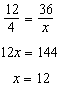 12/4 = 36/x
12x = 144
x = 12